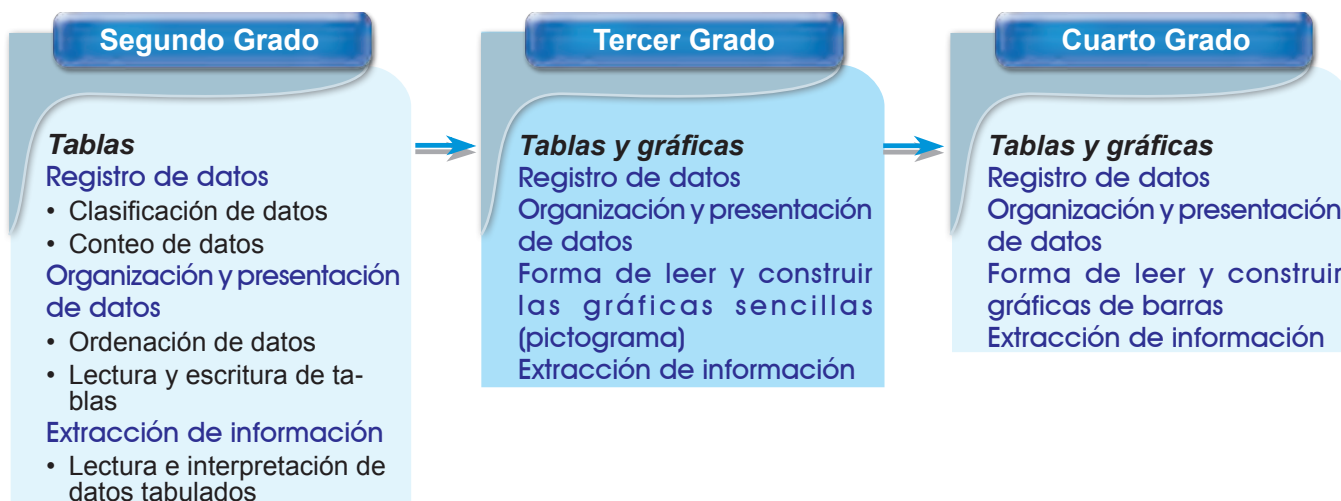 Segundo Grado
Tablas
Registro de datos
• Clasificación de datos
• Conteo de datos
Organización y presentación
de datos
• Ordenación de datos
• Lectura y escritura de ta-
blas
Extracción de información
• Lectura e interpretación de
datos tabulados
Tercer Grado
Tablas y gráficas
Registro de datos
Organización y presentación
de datos
Forma de leer y construir
las gráficas sencillas
(pictograma)
Extracción de información
Cuarto Grado
Tablas y gráficas
Registro de datos
Organización y presentación
de datos
Forma de leer y construir
gráficas de barras
Extracción de información